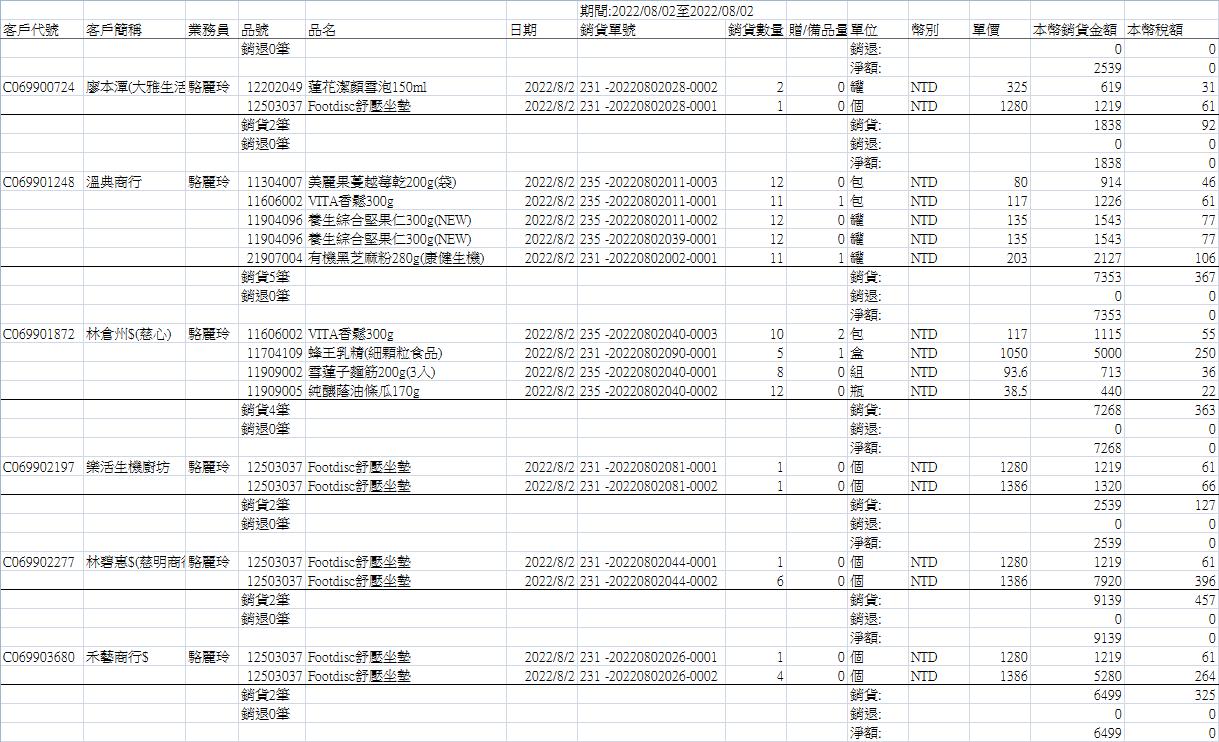 期間:2022/08/02至2022/08/02
客戶代號 客戶簡稱 業務員 品號 品名 日期 銷貨單號 銷貨數量 贈/備品量 單位 幣別 單價 本幣銷貨金額 本幣稅額
銷退0筆 銷退: 0 0
淨額: 2539 0
C069900724 廖本潭(大雅生活 駱麗玲 12202049 蓮花潔顏雪泡150ml 2022/8/2 231 -20220802028-0002 2 0 罐 NTD 325 619 31
12503037 Footdisc舒壓坐墊 2022/8/2 231 -20220802028-0001 1 0 個 NTD 1280 1219 61
銷貨2筆 銷貨: 1838 92
銷退0筆 銷退: 0 0
淨額: 1838 0
C069901248 溫典商行 駱麗玲 11304007 美麗果蔓越莓乾200g(袋) 2022/8/2 235 -20220802011-0003 12 0 包 NTD 80 914 46
11606002 VITA香鬆300g 2022/8/2 235 -20220802011-0001 11 1 包 NTD 117 1226 61
11904096 養生綜合堅果仁300g(NEW) 2022/8/2 235 -20220802011-0002 12 0 罐 NTD 135 1543 77
11904096 養生綜合堅果仁300g(NEW) 2022/8/2 235 -20220802039-0001 12 0 罐 NTD 135 1543 77
21907004 有機黑芝麻粉280g(康健生機) 2022/8/2 231 -20220802002-0001 11 1 罐 NTD 203 2127 106
銷貨5筆 銷貨: 7353 367
銷退0筆 銷退: 0 0
淨額: 7353 0
C069901872 林倉州$(慈心) 駱麗玲 11606002 VITA香鬆300g 2022/8/2 235 -20220802040-0003 10 2 包 NTD 117 1115 55
11704109 蜂王乳精(細顆粒食品) 2022/8/2 231 -20220802090-0001 5 1 盒 NTD 1050 5000 250
11909002 雪蓮子麵筋200g(3入) 2022/8/2 235 -20220802040-0001 8 0 組 NTD 93.6 713 36
11909005 純釀蔭油條瓜170g 2022/8/2 235 -20220802040-0002 12 0 瓶 NTD 38.5 440 22
銷貨4筆 銷貨: 7268 363
銷退0筆 銷退: 0 0
淨額: 7268 0
C069902197 樂活生機廚坊 駱麗玲 12503037 Footdisc舒壓坐墊 2022/8/2 231 -20220802081-0001 1 0 個 NTD 1280 1219 61
12503037 Footdisc舒壓坐墊 2022/8/2 231 -20220802081-0002 1 0 個 NTD 1386 1320 66
銷貨2筆 銷貨: 2539 127
銷退0筆 銷退: 0 0
淨額: 2539 0
C069902277 林碧惠$(慈明商行 駱麗玲 12503037 Footdisc舒壓坐墊 2022/8/2 231 -20220802044-0001 1 0 個 NTD 1280 1219 61
12503037 Footdisc舒壓坐墊 2022/8/2 231 -20220802044-0002 6 0 個 NTD 1386 7920 396
銷貨2筆 銷貨: 9139 457
銷退0筆 銷退: 0 0
淨額: 9139 0
C069903680 禾藝商行$ 駱麗玲 12503037 Footdisc舒壓坐墊 2022/8/2 231 -20220802026-0001 1 0 個 NTD 1280 1219 61
12503037 Footdisc舒壓坐墊 2022/8/2 231 -20220802026-0002 4 0 個 NTD 1386 5280 264
銷貨2筆 銷貨: 6499 325
銷退0筆 銷退: 0 0
淨額: 6499 0